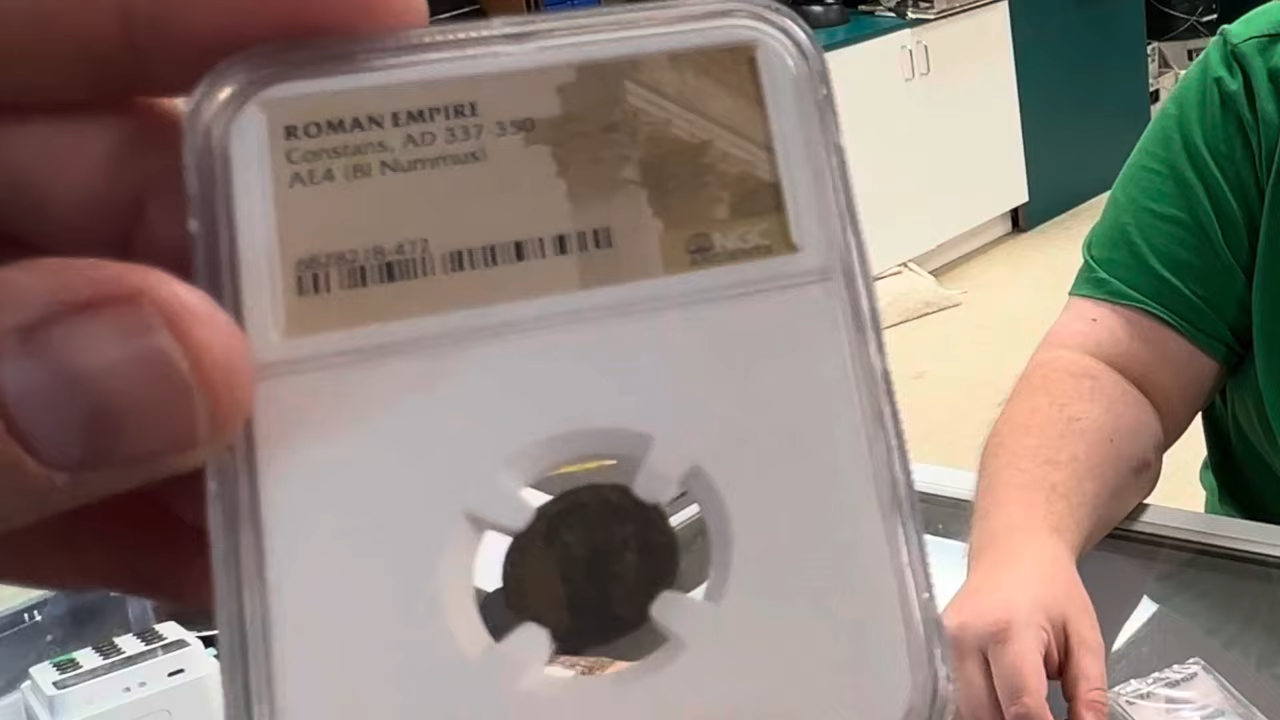 ROMAN EMPIRE
Constans, AD 337-350
AE4 (BI Nummus)
NGC